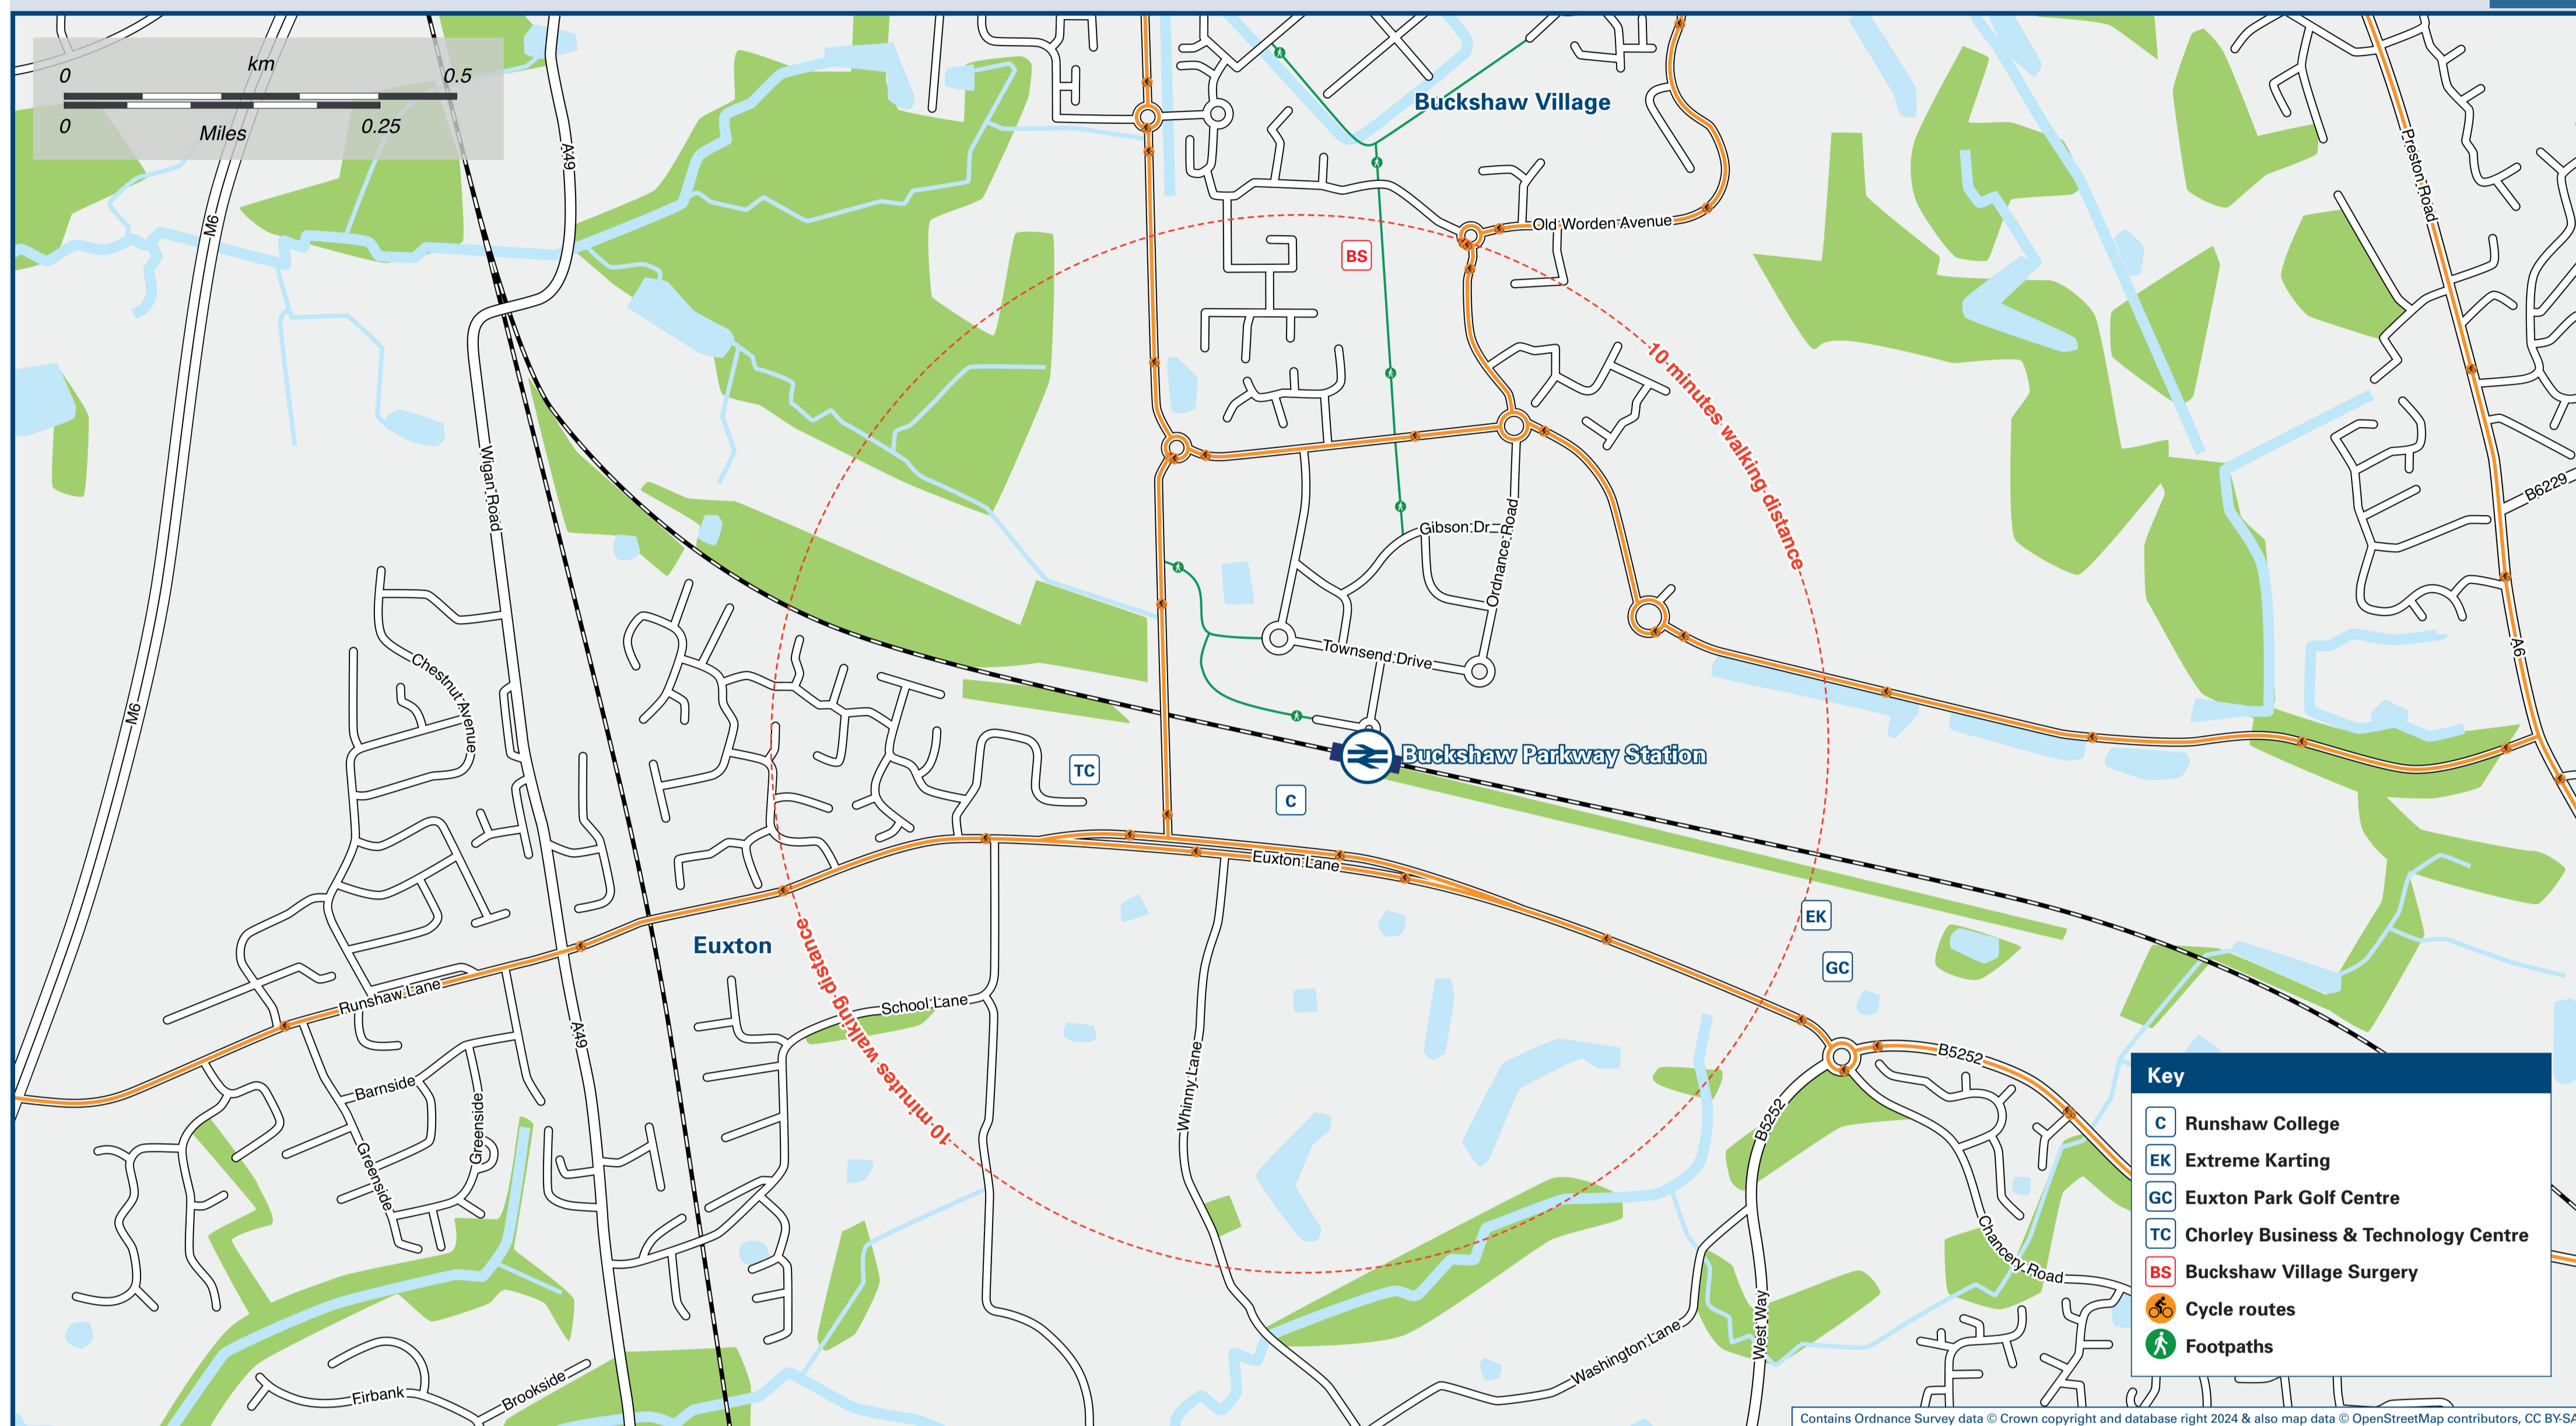 km
0
0.5
0
0.25
Miles
Buckshaw Village
A49
M6
Preston Road
Old Worden Avenue
BS
10 minutes walking distance
Wigan Road
B6229
Gibson Dr
Ordnance Road
Townsend Drive
Chestnut Avenue
A6
M6
Buckshaw Parkway Station
TC
C
Euxton Lane
EK
Euxton
GC
Runshaw Lane
School Lane
A49
10 minutes walking distance
Whinny Lane
B5252
B5252
Barnside
Greenside
Greenside
Chancery Road
West Way
Washington Lane
Firbank
Brookside
Key
C Runshaw College
EK Extreme Karting
GC Euxton Park Golf Centre
TC Chorley Business & Technology Centre
BS Buckshaw Village Surgery
Cycle routes
Footpaths
Contains Ordnance Survey data © Crown copyright and database right 2024 & also map data © OpenStreetMap contributors, CC BY-SA